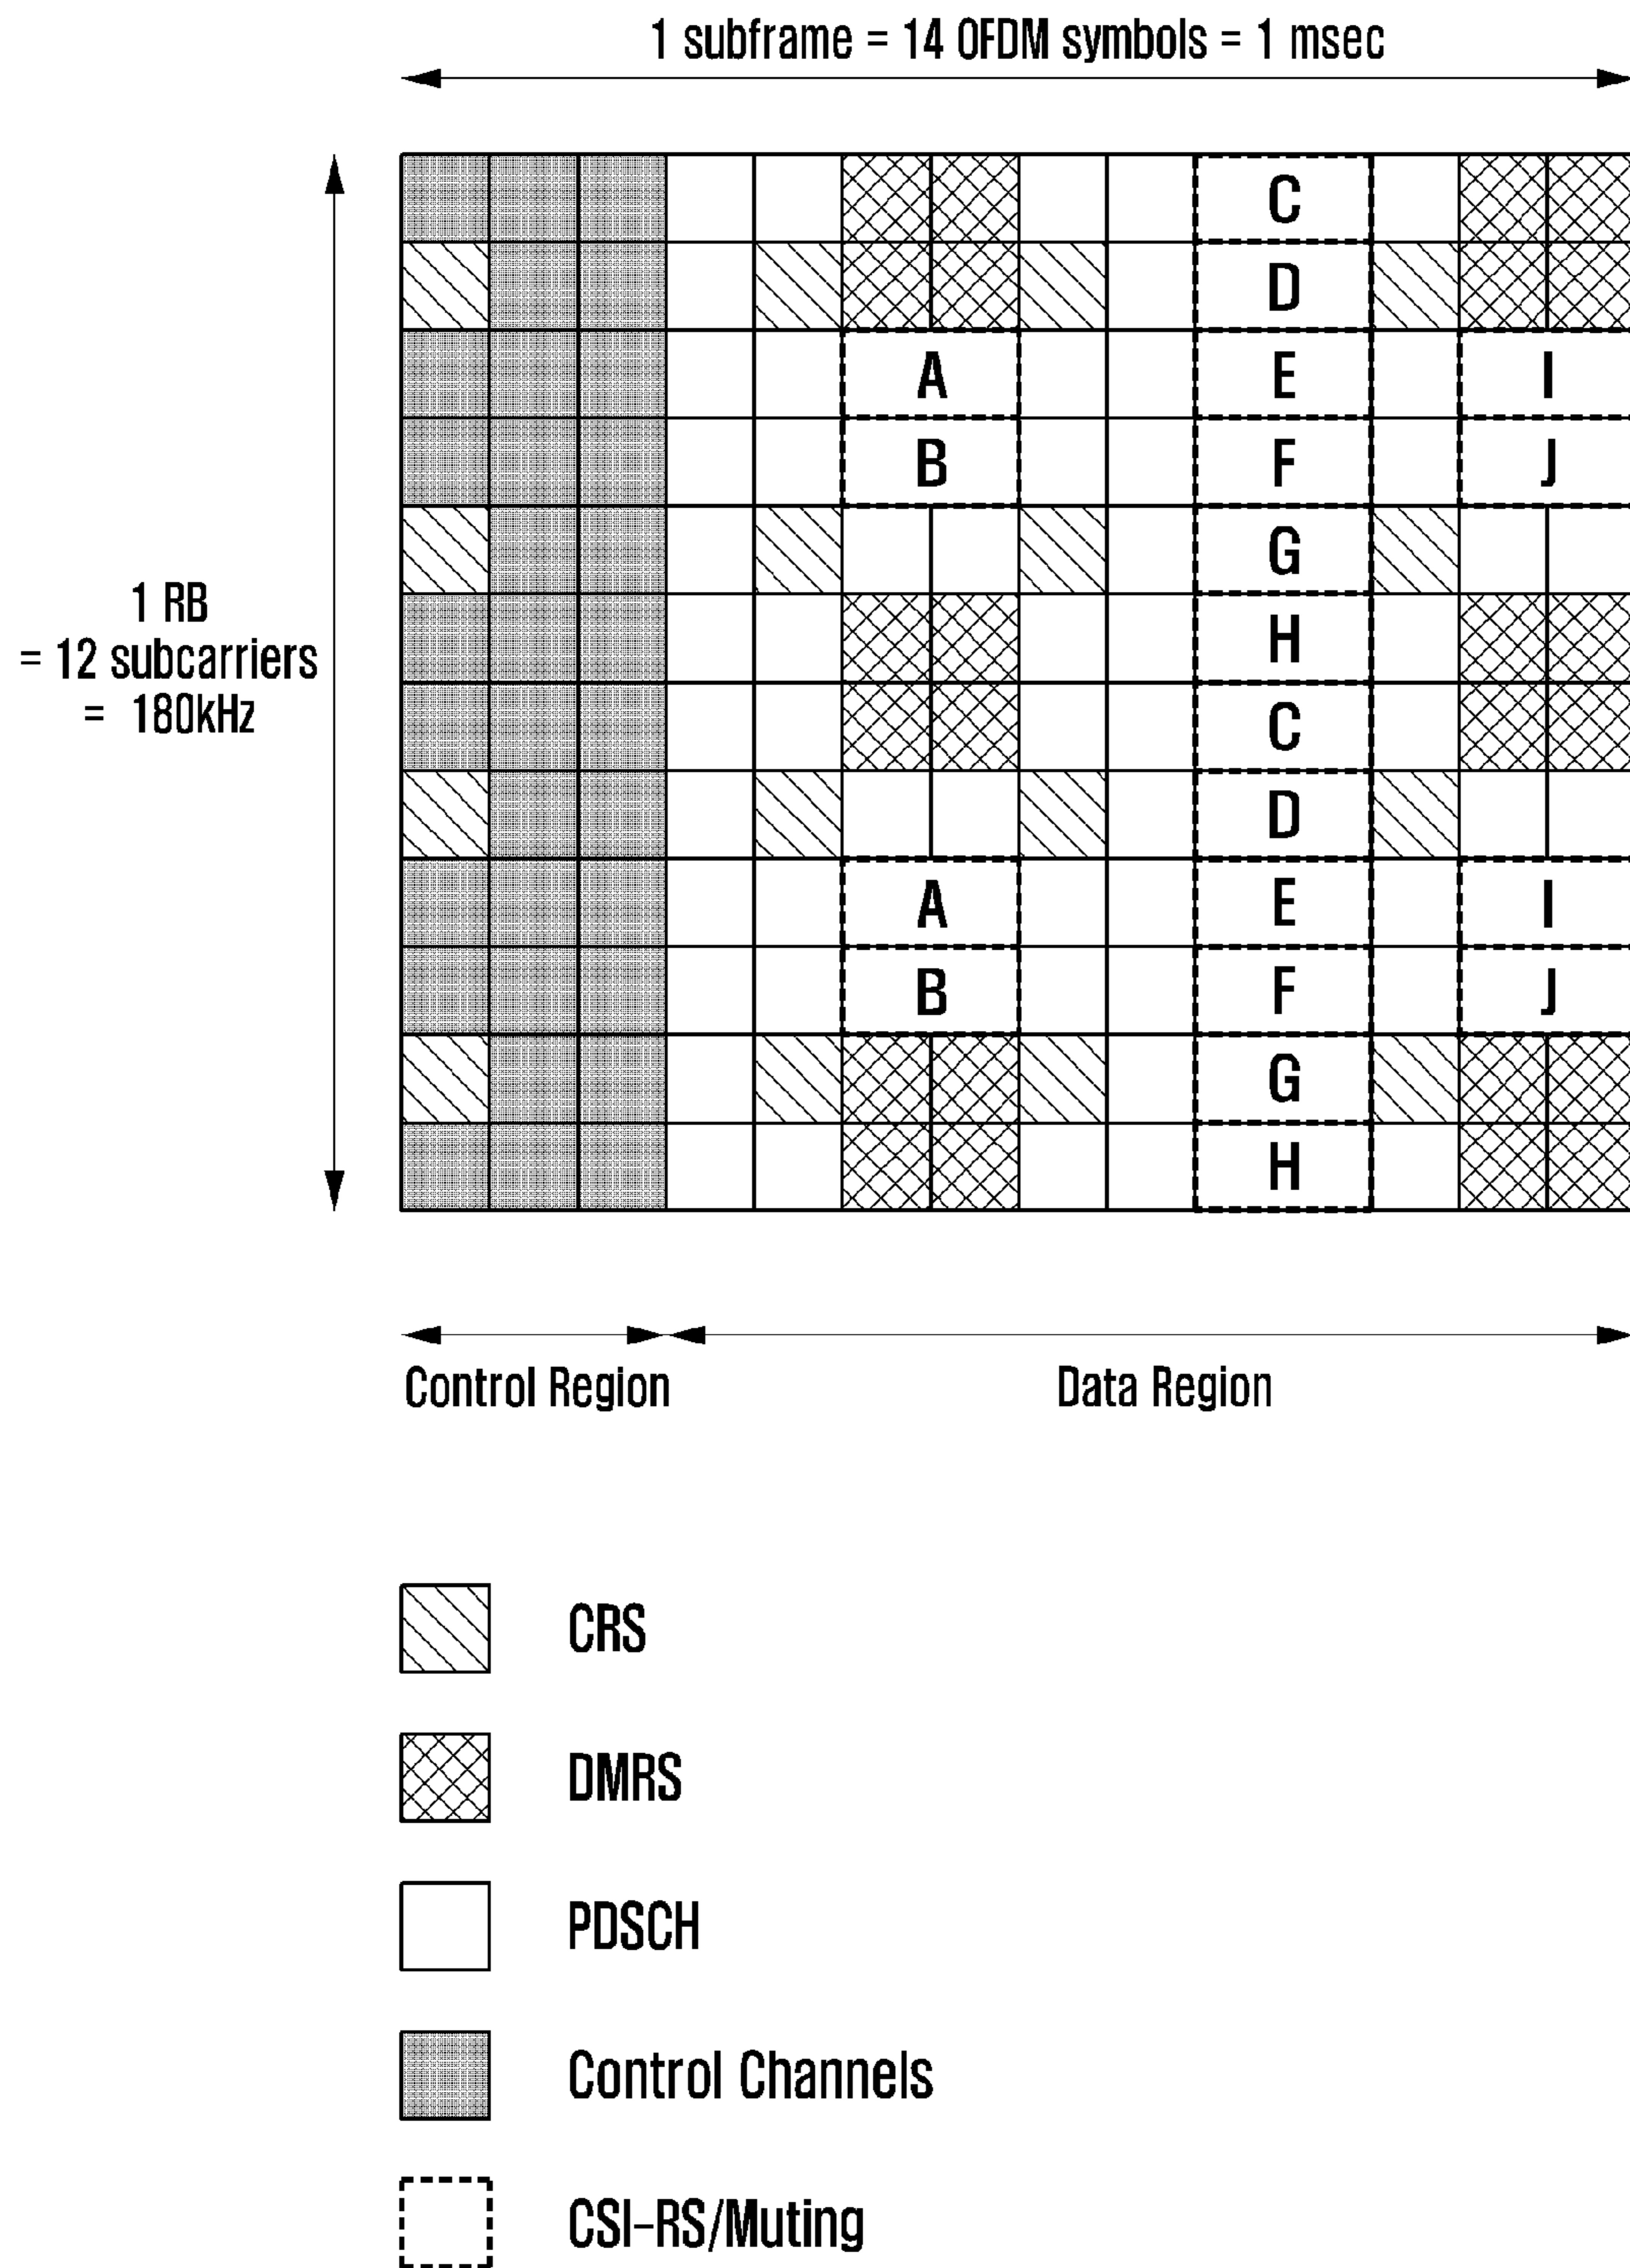 1 subframe = 14 OFDM symbols = 1 msec
C
D
A E I
B F J
G
1 RB
= 12 subcarriers
= 180kHz
H
C
D
A E I
B F J
G
H
Control Region Data Region
CRS
DMRS
PDSCH
Control Channels
CSI-RS/Muting